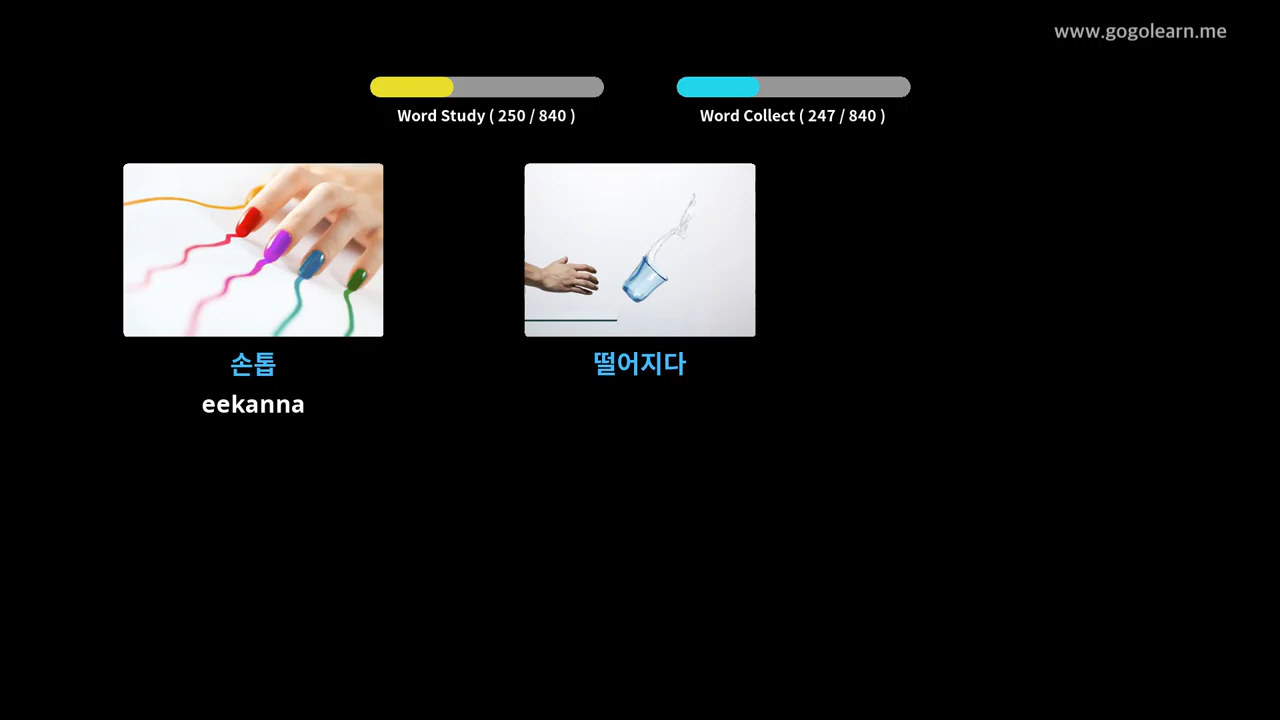 www.gogolearn.me
Word Study ( 250 / 840 )
Word Collect ( 247 / 840 )
손톱
eekanna
떨어지다